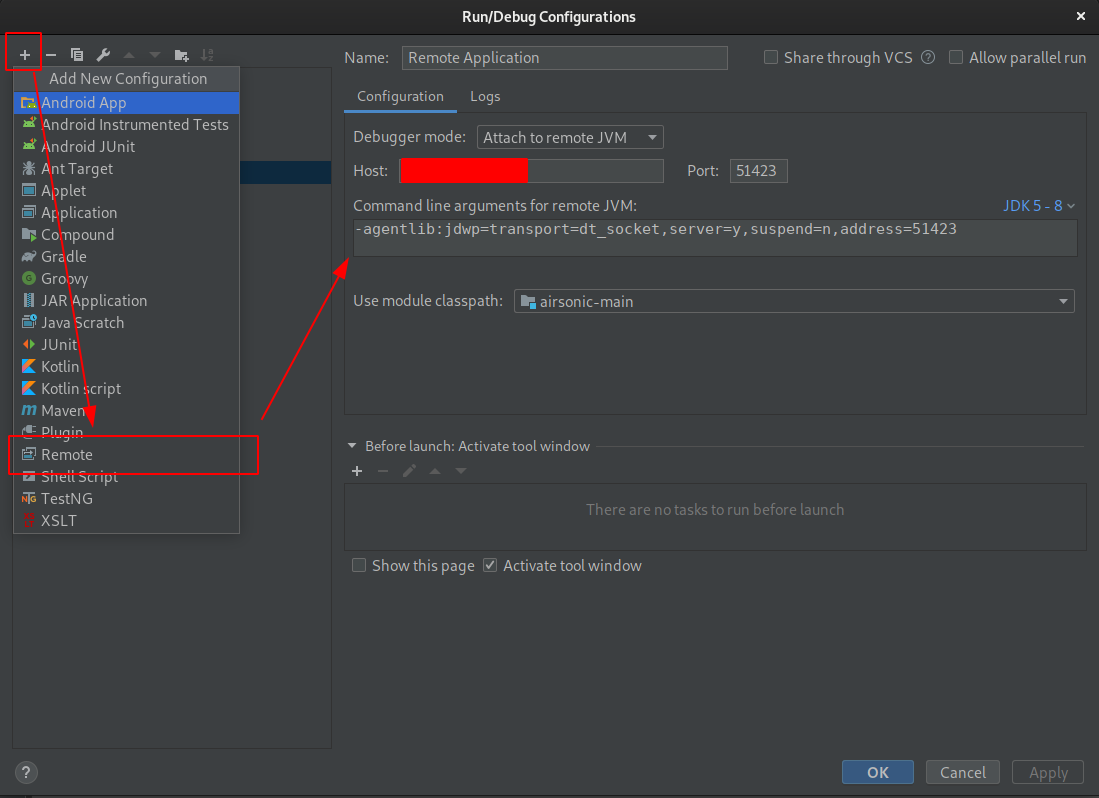 Run/Debug Configurations
Add New Configuration
Android App
Android Instrumented Tests
Android JUnit
Ant Target
Applet
Application
Compound
Gradle
Groovy
JAR Application
Java Scratch
JUnit
Kotlin
Kotlin script
Maven
Plugin
Remote
Shell Script
TestNG
XSLT
Name: Remote Application
Share through VCS ? Allow parallel run
Configuration Logs
Debugger mode: Attach to remote JVM
Host: Port: 51423
Command line arguments for remote JVM: JDK 5 - 8
-agentlib:jdwp=transport=dt_socket,server=y,suspend=n,address=51423
Use module classpath: airsonic-main
Before launch: Activate tool window
There are no tasks to run before launch
Show this page Activate tool window
? OK Cancel Apply